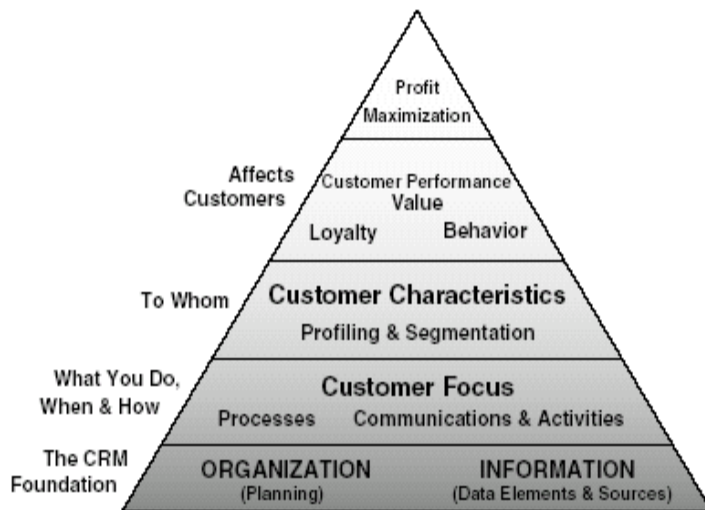 Profit
Maximization
Affects
Customers
Customer Performance
Value
Loyalty Behavior
To Whom
Customer Characteristics
Profiling & Segmentation
What You Do,
When & How
Customer Focus
Processes Communications & Activities
The CRM
Foundation
ORGANIZATION INFORMATION
(Planning) (Data Elements & Sources)